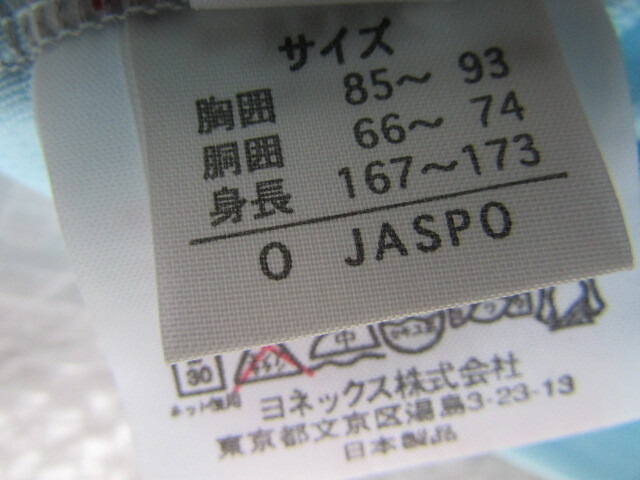 サイズ
胸囲 85～ 93
胴囲 66～ 74
身長 167～173
O JASPO
30 中
ネット使用
ヨネックス株式会社
東京都文京区湯島3-23-13
日本製品